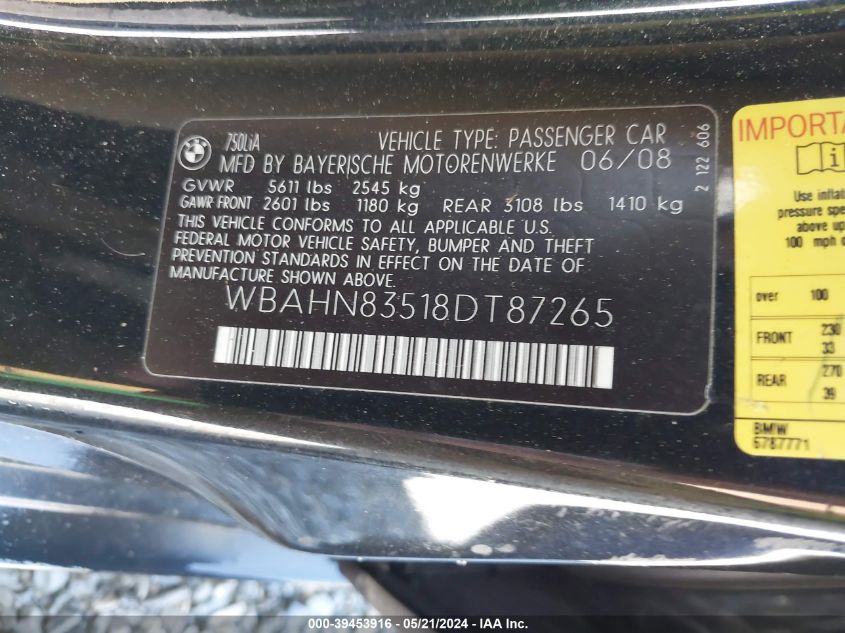 BMW 750LiA VEHICLE TYPE: PASSENGER CAR
MFD BY BAYERISCHE MOTORENWERKE 06/08
GVWR 5611 lbs 2545 kg
GAWR FRONT 2601 lbs 1180 kg REAR 3108 lbs 1410 kg
THIS VEHICLE CONFORMS TO ALL APPLICABLE U.S.
FEDERAL MOTOR VEHICLE SAFETY, BUMPER AND THEFT
PREVENTION STANDARDS IN EFFECT ON THE DATE OF
MANUFACTURE SHOWN ABOVE.
WBAHN83518DT87265
2 122 606
IMPORTA
i
Use inflat
pressure spe
above up
100 mph o
over 100
FRONT 230
33
REAR 270
39
BMW
6787771
000-39453916 - 05/21/2024 - IAAI.COM